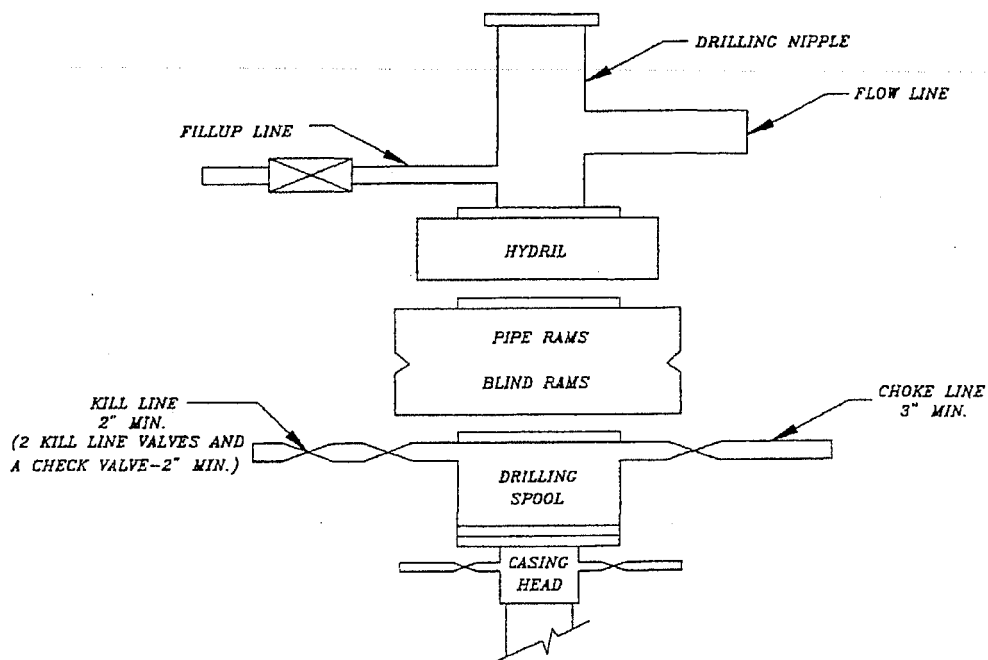 DRILLING NIPPLE
FLOW LINE
FILLUP LINE
HYDRIL
PIPE RAMS
BLIND RAMS
KILL LINE
2" MIN.
(2 KILL LINE VALVES AND
A CHECK VALVE-2" MIN.)
CHOKE LINE
3" MIN.
DRILLING
SPOOL
CASING
HEAD